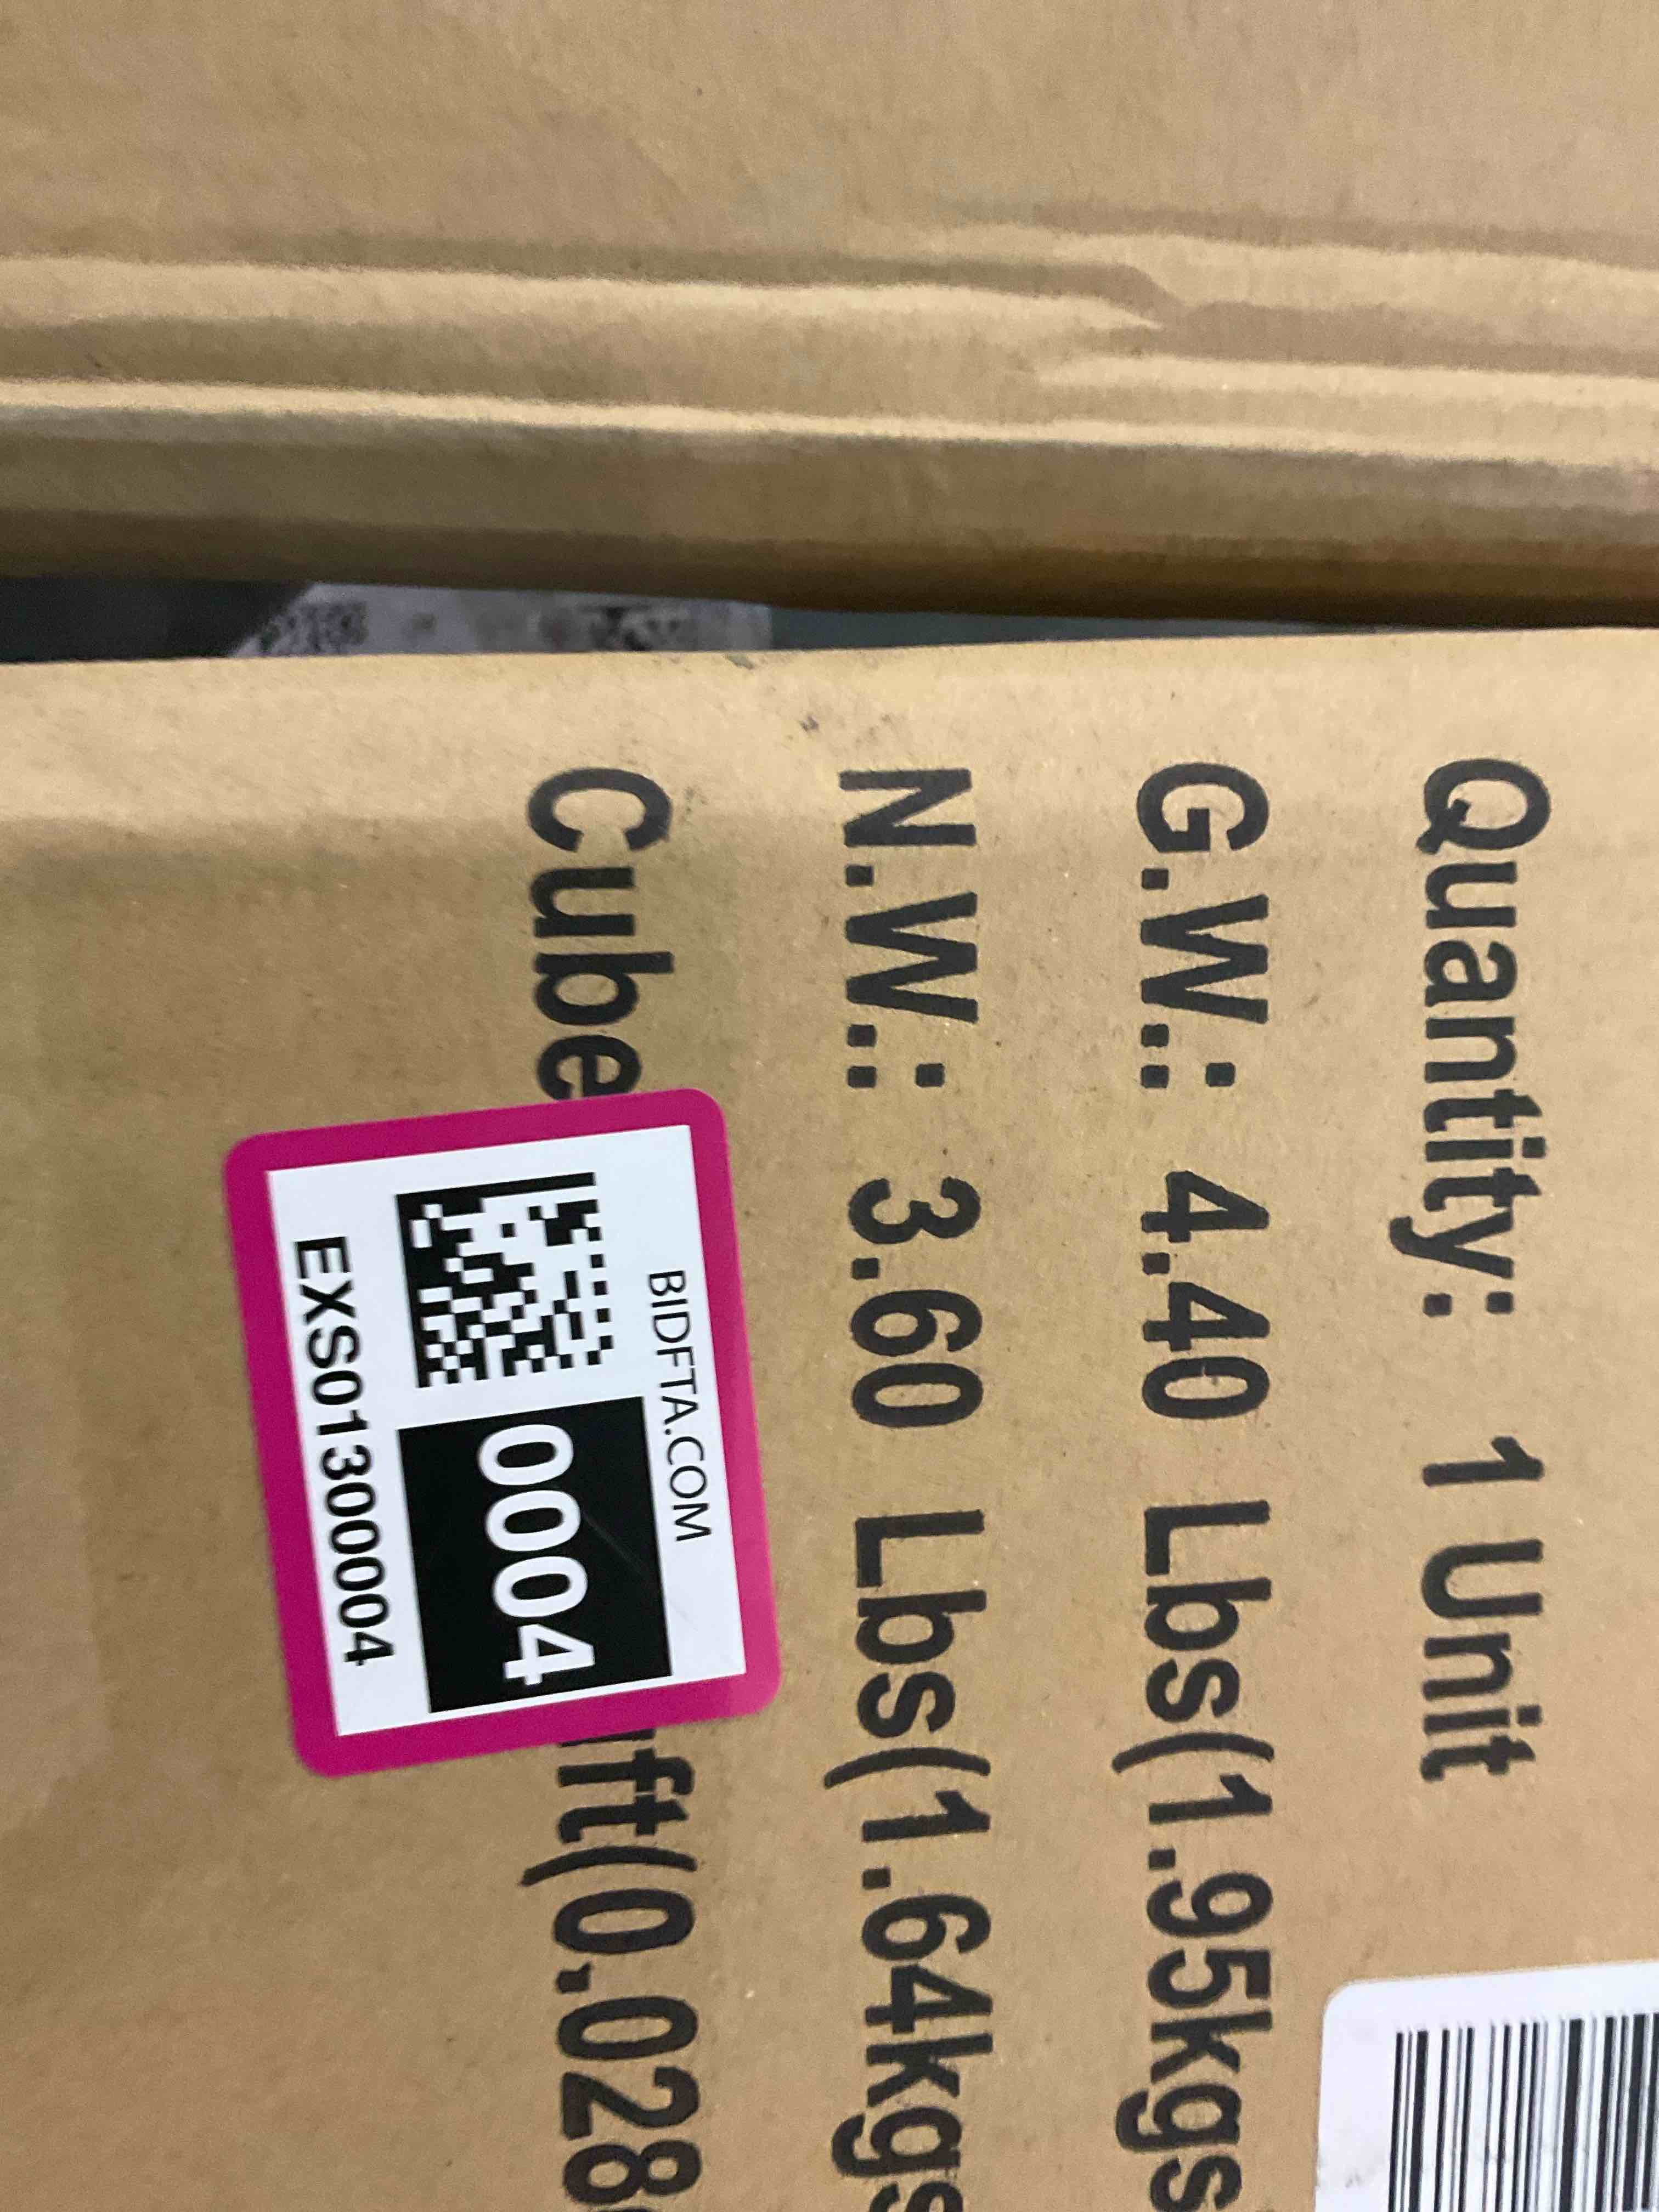 Quantity: 1 Unit
G.W.: 4.40 Lbs(1.95kgs
N.W.: 3.60 Lbs(1.64kgs
Cube
ft(0.028
BIDFTA.COM
0004
EXS01300004